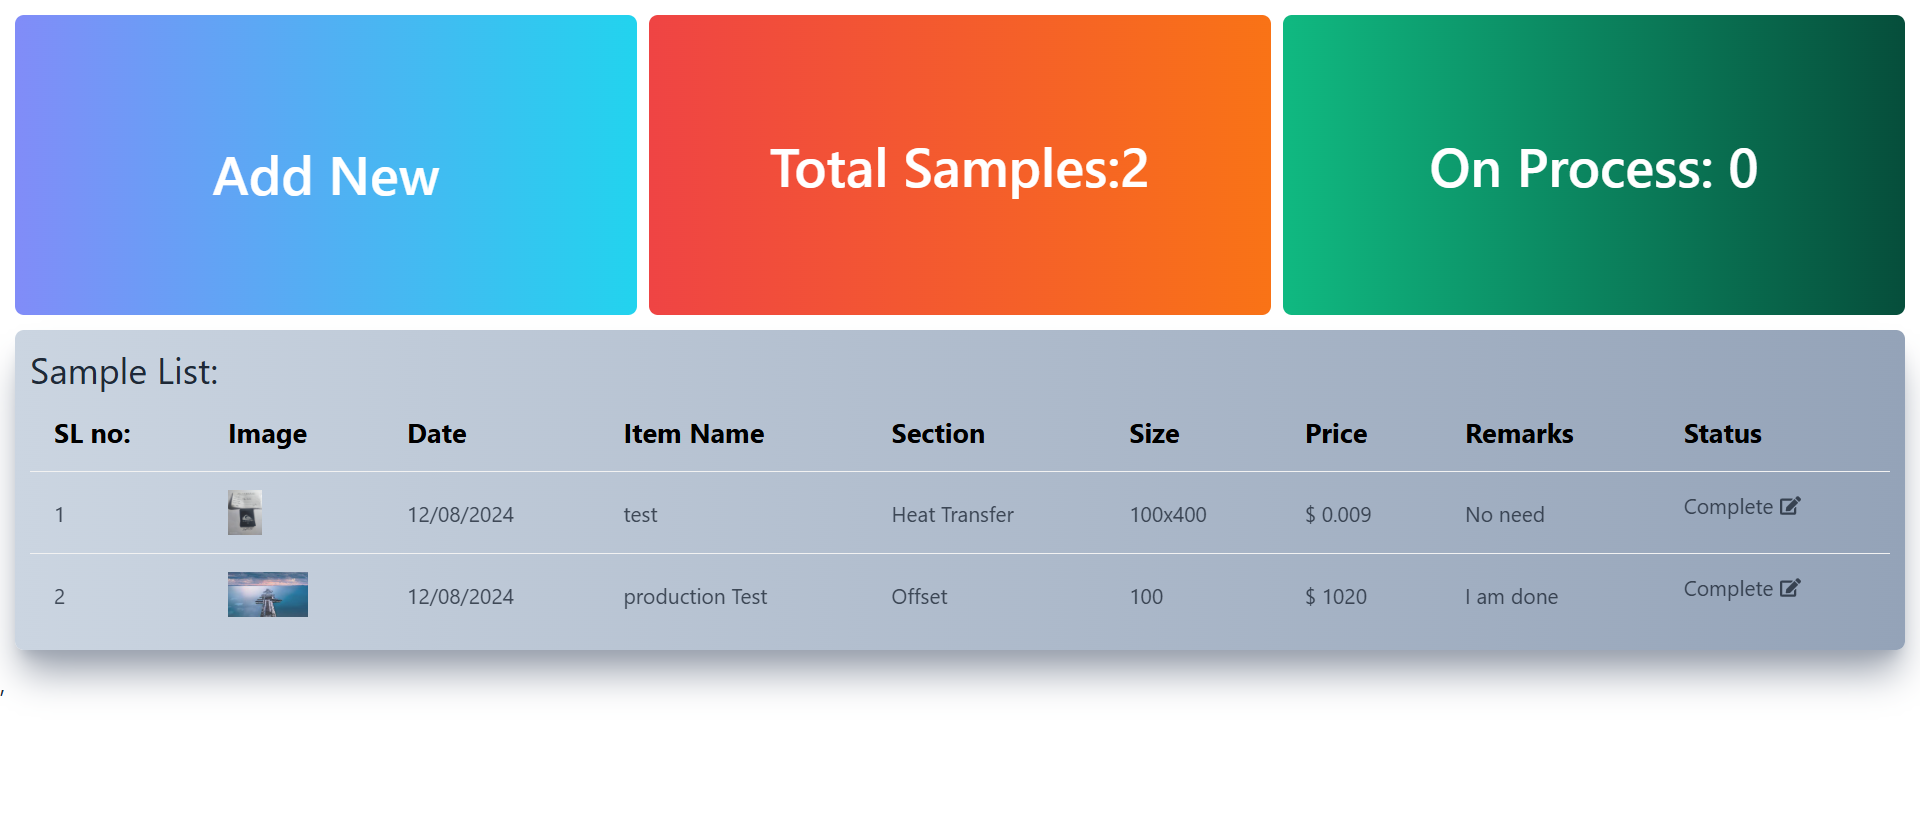 Add New
Total Samples:2
On Process: 0
Sample List:
SL no: Image Date Item Name Section Size Price Remarks Status
1 12/08/2024 test Heat Transfer 100x400 $ 0.009 No need Complete
2 12/08/2024 production Test Offset 100 $ 1020 I am done Complete
,